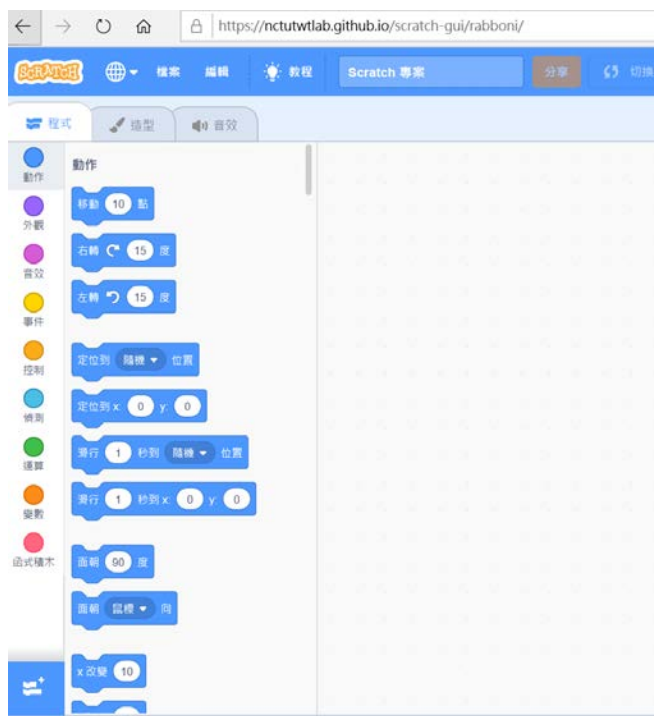 https://nctutwtlab.github.io/scratch-gui/rabboni/
SCRATCH 檔案 編輯 教程 Scratch 專案 分享 切換
程式 造型 音效
動作
動作
外觀
音效
事件
控制
偵測
運算
變數
函式積木
移動 10 點
右轉 15 度
左轉 15 度
定位到 隨機 位置
定位到 x: 0 y: 0
滑行 1 秒到 隨機 位置
滑行 1 秒到 x: 0 y: 0
面朝 90 度
面朝 鼠標 向
x 改變 10